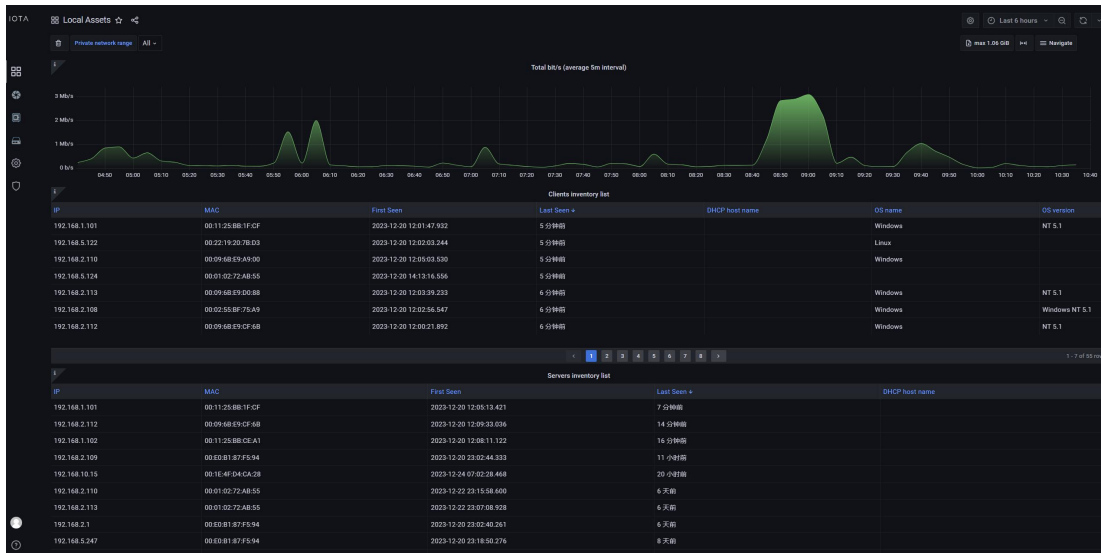 IOTA
Local Assets
Last 6 hours
Private network range All
max 1.06 GiB Navigate
Total bit/s (average 5m interval)
3 Mb/s
2 Mb/s
1 Mb/s
0 b/s
04:50 05:00 05:10 05:20 05:30 05:40 05:50 06:00 06:10 06:20 06:30 06:40 06:50 07:00 07:10 07:20 07:30 07:40 07:50 08:00 08:10 08:20 08:30 08:40 08:50 09:00 09:10 09:20 09:30 09:40 09:50 10:00 10:10 10:20 10:30 10:40
Clients inventory list
IP MAC First Seen Last Seen DHCP host name OS name OS version
192.168.1.101 00:11:25:BB:1F:CF 2023-12-20 12:01:47.932 5 分钟前 Windows NT 5.1
192.168.5.122 00:22:19:20:7B:D3 2023-12-20 12:02:03.244 5 分钟前 Linux
192.168.2.110 00:09:6B:E9:A9:00 2023-12-20 12:05:03.530 5 分钟前 Windows
192.168.5.124 00:01:02:72:AB:55 2023-12-20 14:13:16.556 5 分钟前
192.168.2.113 00:09:6B:E9:D0:88 2023-12-20 12:03:39.233 6 分钟前 Windows NT 5.1
192.168.2.108 00:02:55:BF:75:A9 2023-12-20 12:02:56.547 6 分钟前 Windows Windows NT 5.1
192.168.2.112 00:09:6B:E9:CF:6B 2023-12-20 12:00:21.892 6 分钟前 Windows NT 5.1
1 2 3 4 5 6 7 8
1 - 7 of 55
Servers inventory list
IP MAC First Seen Last Seen DHCP host name
192.168.1.101 00:11:25:BB:1F:CF 2023-12-20 12:05:13.421 7 分钟前
192.168.2.112 00:09:6B:E9:CF:6B 2023-12-20 12:09:33.036 14 分钟前
192.168.1.102 00:11:25:BB:CE:A1 2023-12-20 12:08:11.122 16 分钟前
192.168.2.109 00:E0:B1:87:F5:94 2023-12-20 23:02:44.333 11 小时前
192.168.10.15 00:1E:4F:D4:CA:28 2023-12-24 07:02:28.468 20 小时前
192.168.2.110 00:01:02:72:AB:55 2023-12-22 23:15:58.600 6 天前
192.168.2.113 00:01:02:72:AB:55 2023-12-22 23:07:08.928 6 天前
192.168.2.1 00:E0:B1:87:F5:94 2023-12-20 23:02:40.261 6 天前
192.168.5.247 00:E0:B1:87:F5:94 2023-12-20 23:18:50.276 8 天前